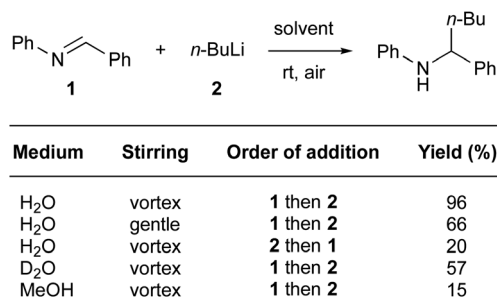 Ph N Ph + n-BuLi solvent rt, air Ph N H n-Bu Ph
1 2
Medium Stirring Order of addition Yield (%)
H₂O vortex 1 then 2 96
H₂O gentle 1 then 2 66
H₂O vortex 2 then 1 20
D₂O vortex 1 then 2 57
MeOH vortex 1 then 2 15